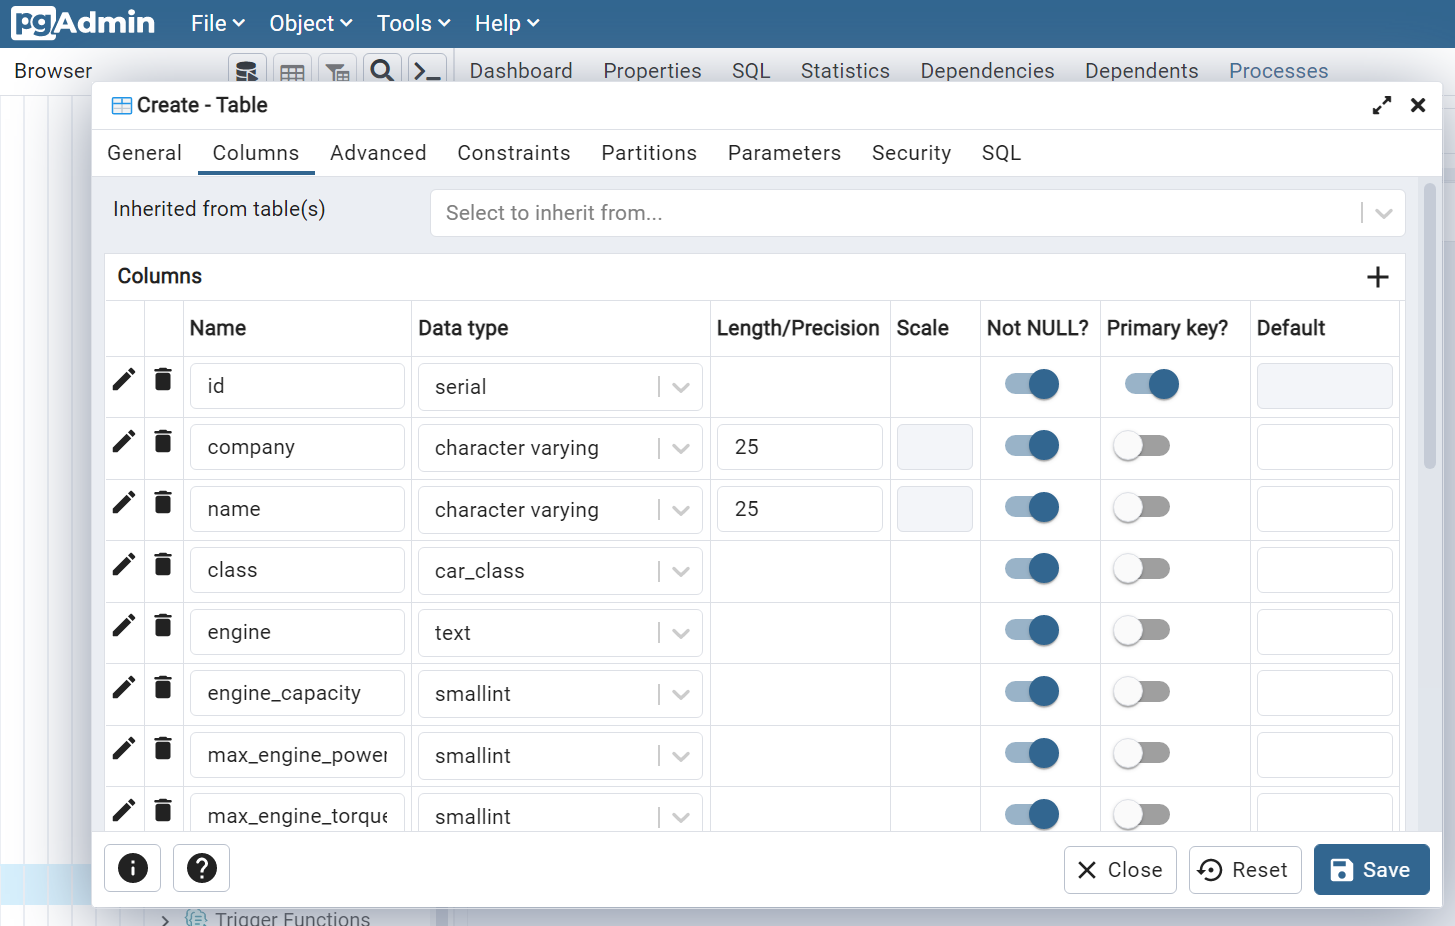 pgAdmin File Object Tools Help
Browser Dashboard Properties SQL Statistics Dependencies Dependents Processes
Create - Table
General Columns Advanced Constraints Partitions Parameters Security SQL
Inherited from table(s) Select to inherit from...
Columns
Name Data type Length/Precision Scale Not NULL? Primary key? Default
id serial
company character varying 25
name character varying 25
class car_class
engine text
engine_capacity smallint
max_engine_power smallint
max_engine_torque smallint
Close Reset Save
Trigger Functions